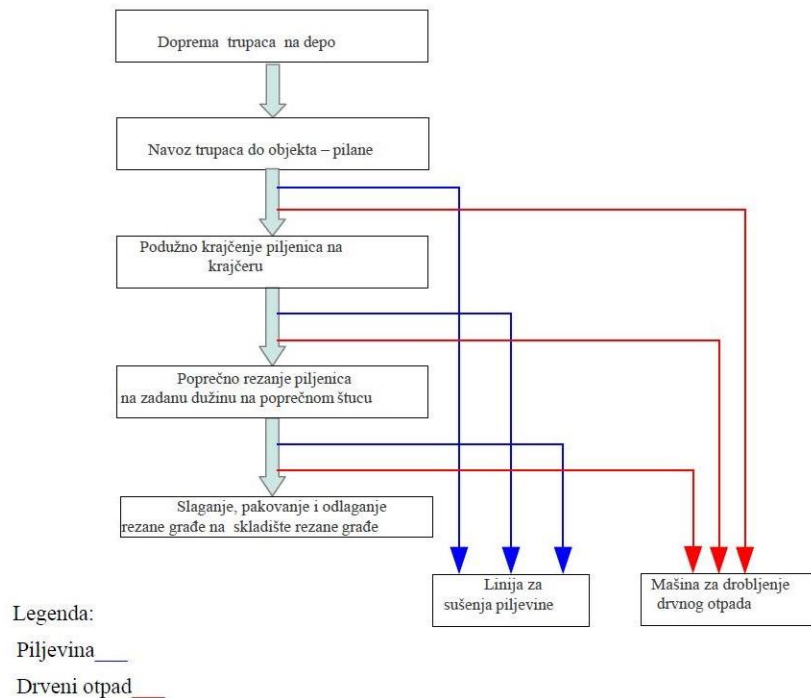 Doprema trupaca na depo
Navoz trupaca do objekta – pilane
Podužno krajčenje piljenica na
krajčeru
Poprečno rezanje piljenica
na zadanu dužinu na poprečnom štucu
Slaganje, pakovanje i odlaganje
rezane građe na skladište rezane građe
Linija za
sušenja piljevine
Mašina za drobljenje
drvnog otpada
Legenda:
Piljevina___
Drveni otpad___